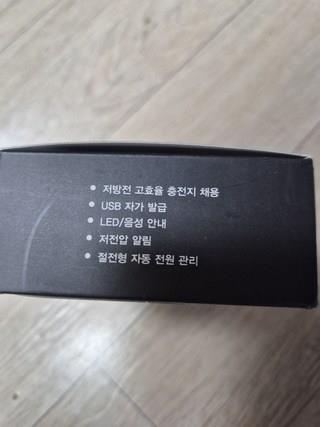 • 저방전 고효율 충전지 채용
• USB 자가 발급
• LED/음성 안내
• 저전압 알림
• 절전형 자동 전원 관리